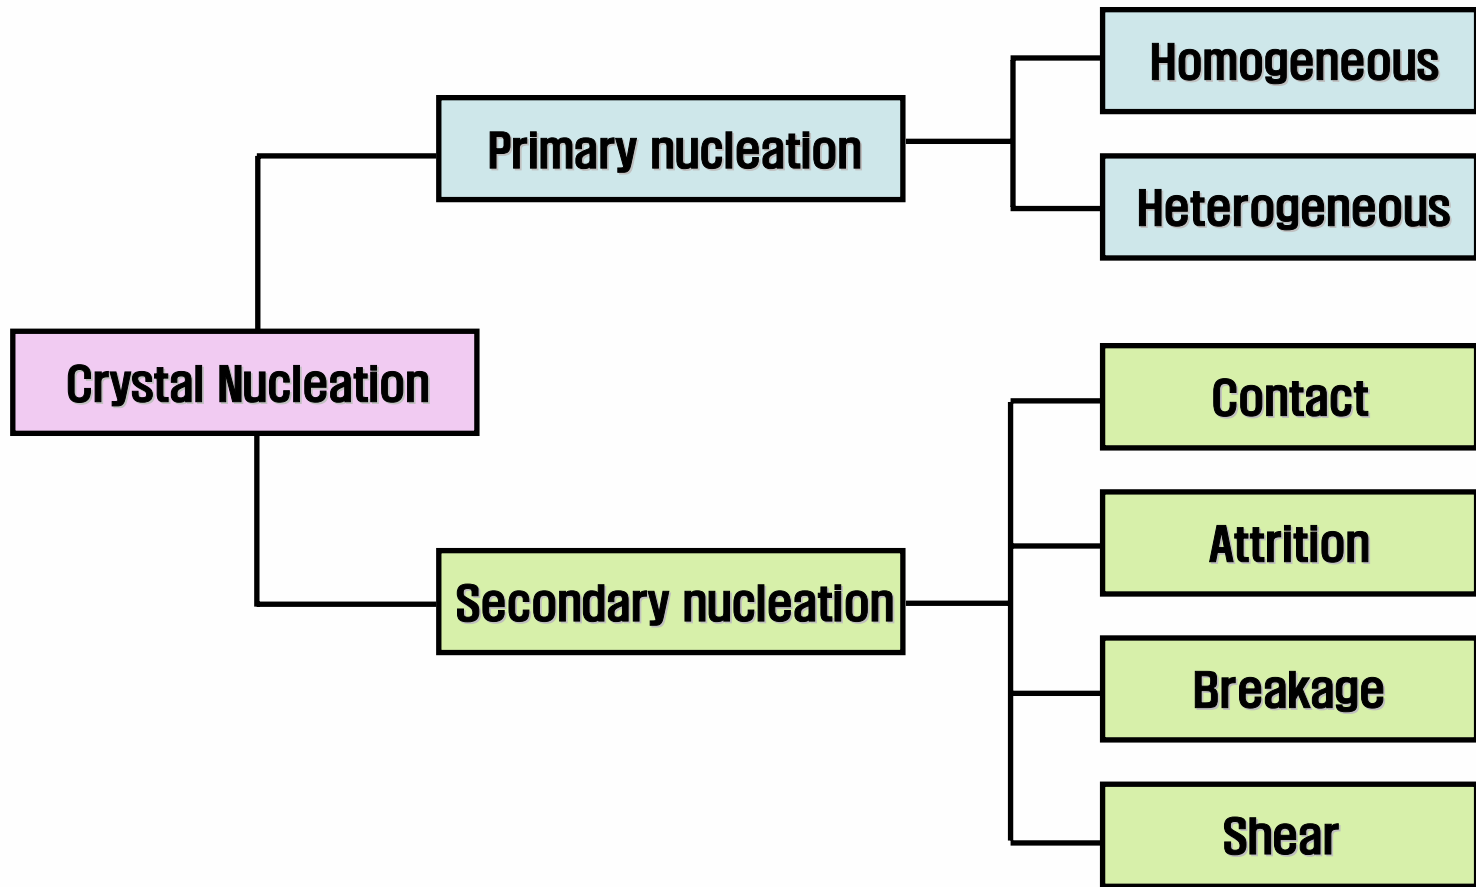 Homogeneous
Primary nucleation
Heterogeneous
Crystal Nucleation
Contact
Attrition
Secondary nucleation
Breakage
Shear